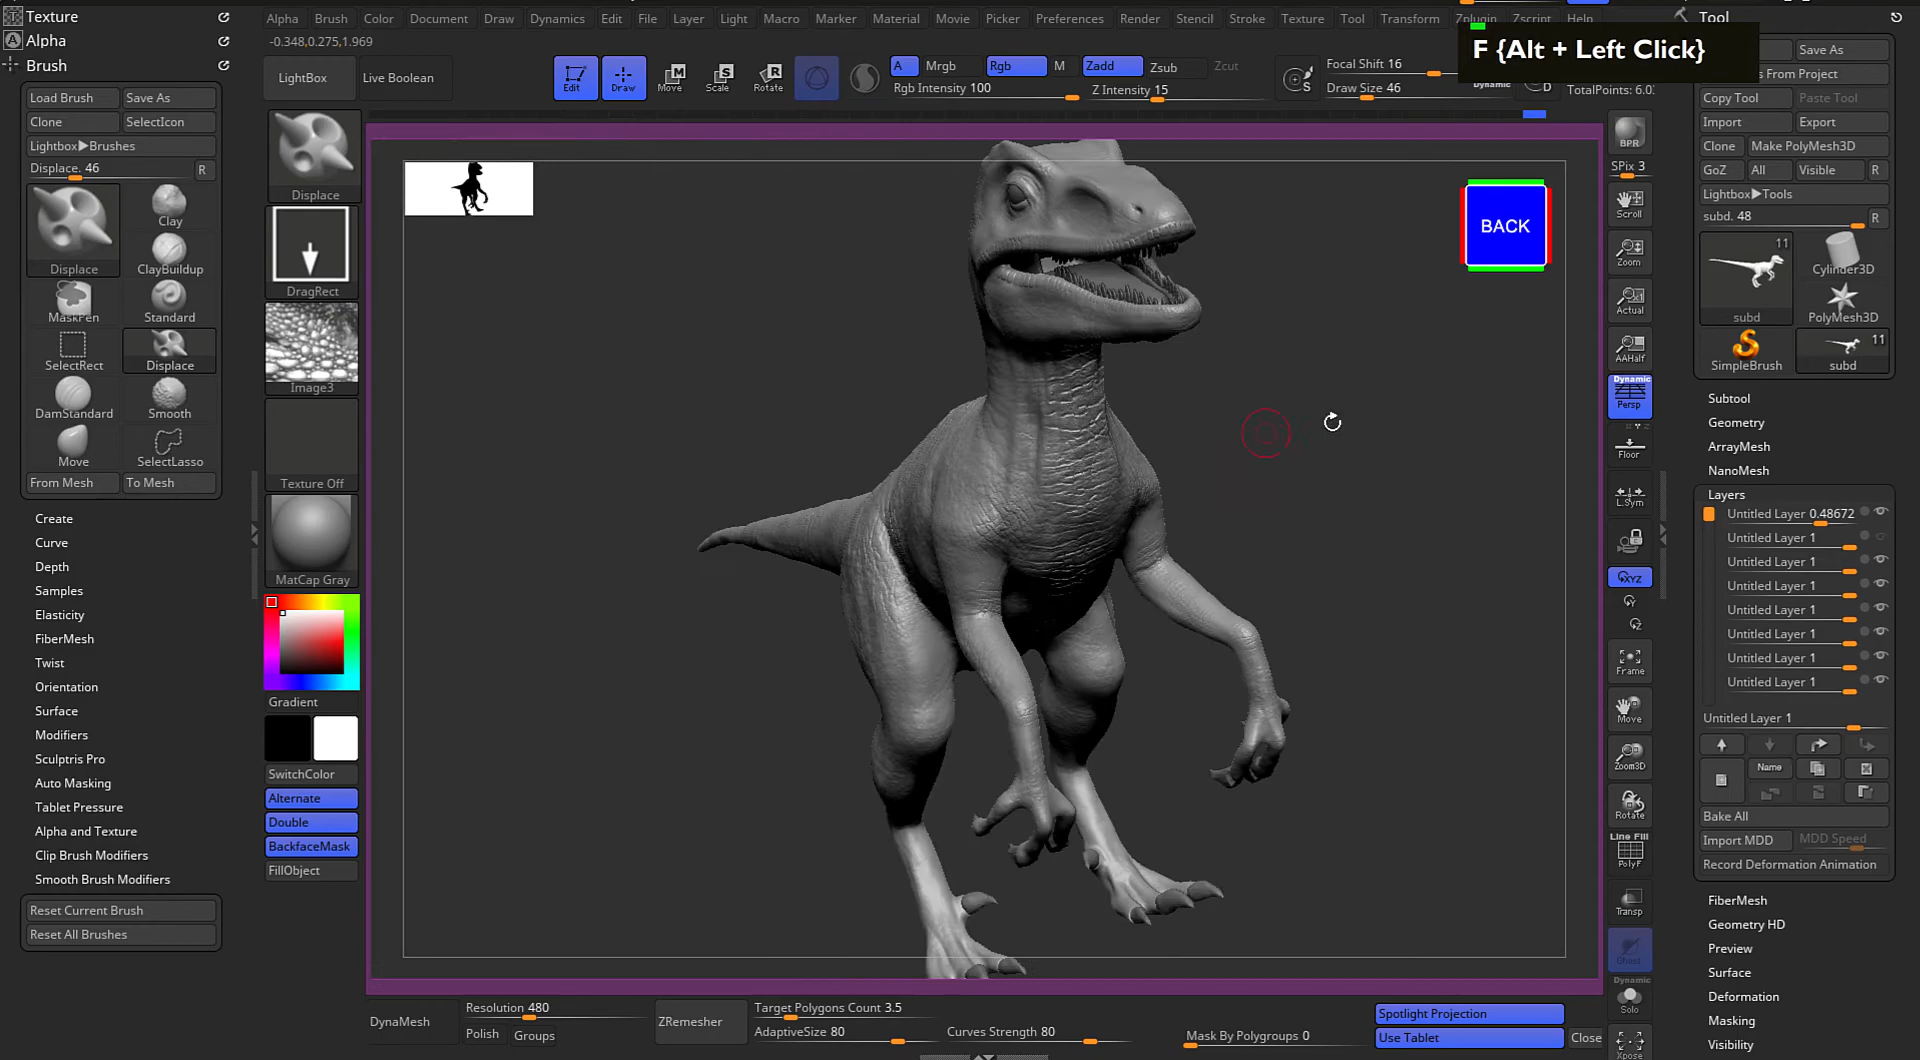 Texture
Alpha
Brush
Load Brush
Save As
Clone
SelectIcon
Lightbox▶Brushes
Displace. 46
R
Displace
Clay
ClayBuildup
MaskPen
Standard
SelectRect
Displace
DamStandard
Smooth
Move
SelectLasso
From Mesh
To Mesh
Create
Curve
Depth
Samples
Elasticity
FiberMesh
Twist
Orientation
Surface
Modifiers
Sculptris Pro
Auto Masking
Tablet Pressure
Alpha and Texture
Clip Brush Modifiers
Smooth Brush Modifiers
Reset Current Brush
Reset All Brushes
Alpha Brush Color Document Draw Dynamics Edit File Layer Light Macro Marker Material Movie Picker Preferences Render Stencil Stroke Texture Tool Transform Zplugin Zscript Help
-0.348,0.275,1.969
LightBox
Live Boolean
Edit
Draw
Move
Scale
Rotate
A
Mrgb
Rgb
M
Zadd
Zsub
Zcut
Rgb Intensity 100
Z Intensity 15
Focal Shift 16
Draw Size 46
Dynamic
S
D
TotalPoints: 6.0
F {Alt + Left Click}
Displace
DragRect
Image3
Texture Off
MatCap Gray
Gradient
SwitchColor
Alternate
Double
BackfaceMask
FillObject
BACK
BPR
SPix 3
Scroll
Zoom
Actual
AAHalf
Dynamic
Persp
Floor
L.Sym
XYZ
Y
Z
Frame
Move
Zoom3D
Rotate
Line Fill
PolyF
Transp
Ghost
Dynamic
Solo
Xpose
DynaMesh
Resolution 480
Polish
Groups
ZRemesher
Target Polygons Count 3.5
AdaptiveSize 80
Curves Strength 80
Mask By Polygroups 0
Spotlight Projection
Use Tablet
Close
Tool
Save As
s From Project
Copy Tool
Paste Tool
Import
Export
Clone
Make PolyMesh3D
GoZ
All
Visible
R
Lightbox▶Tools
subd. 48
R
11
subd
Cylinder3D
PolyMesh3D
SimpleBrush
11
subd
Subtool
Geometry
ArrayMesh
NanoMesh
Layers
Untitled Layer 0.48672
Untitled Layer 1
Untitled Layer 1
Untitled Layer 1
Untitled Layer 1
Untitled Layer 1
Untitled Layer 1
Untitled Layer 1
Untitled Layer 1
Name
Bake All
Import MDD
MDD Speed
Record Deformation Animation
FiberMesh
Geometry HD
Preview
Surface
Deformation
Masking
Visibility